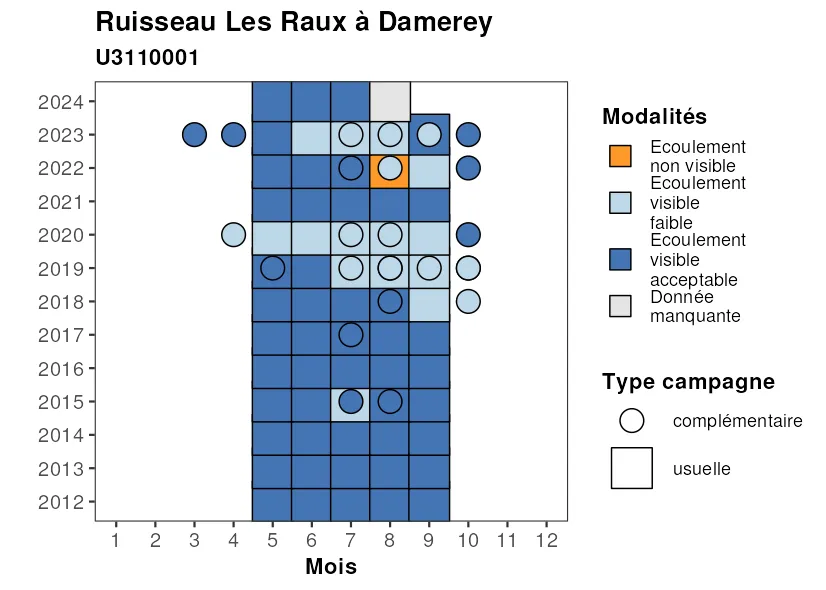 Ruisseau Les Raux à Damerey
U3110001
2024
2023
2022
2021
2020
2019
2018
2017
2016
2015
2014
2013
2012
1 2 3 4 5 6 7 8 9 10 11 12
Mois
Modalités
Ecoulement
non visible
Ecoulement
visible
faible
Ecoulement
visible
acceptable
Donnée
manquante
Type campagne
complémentaire
usuelle